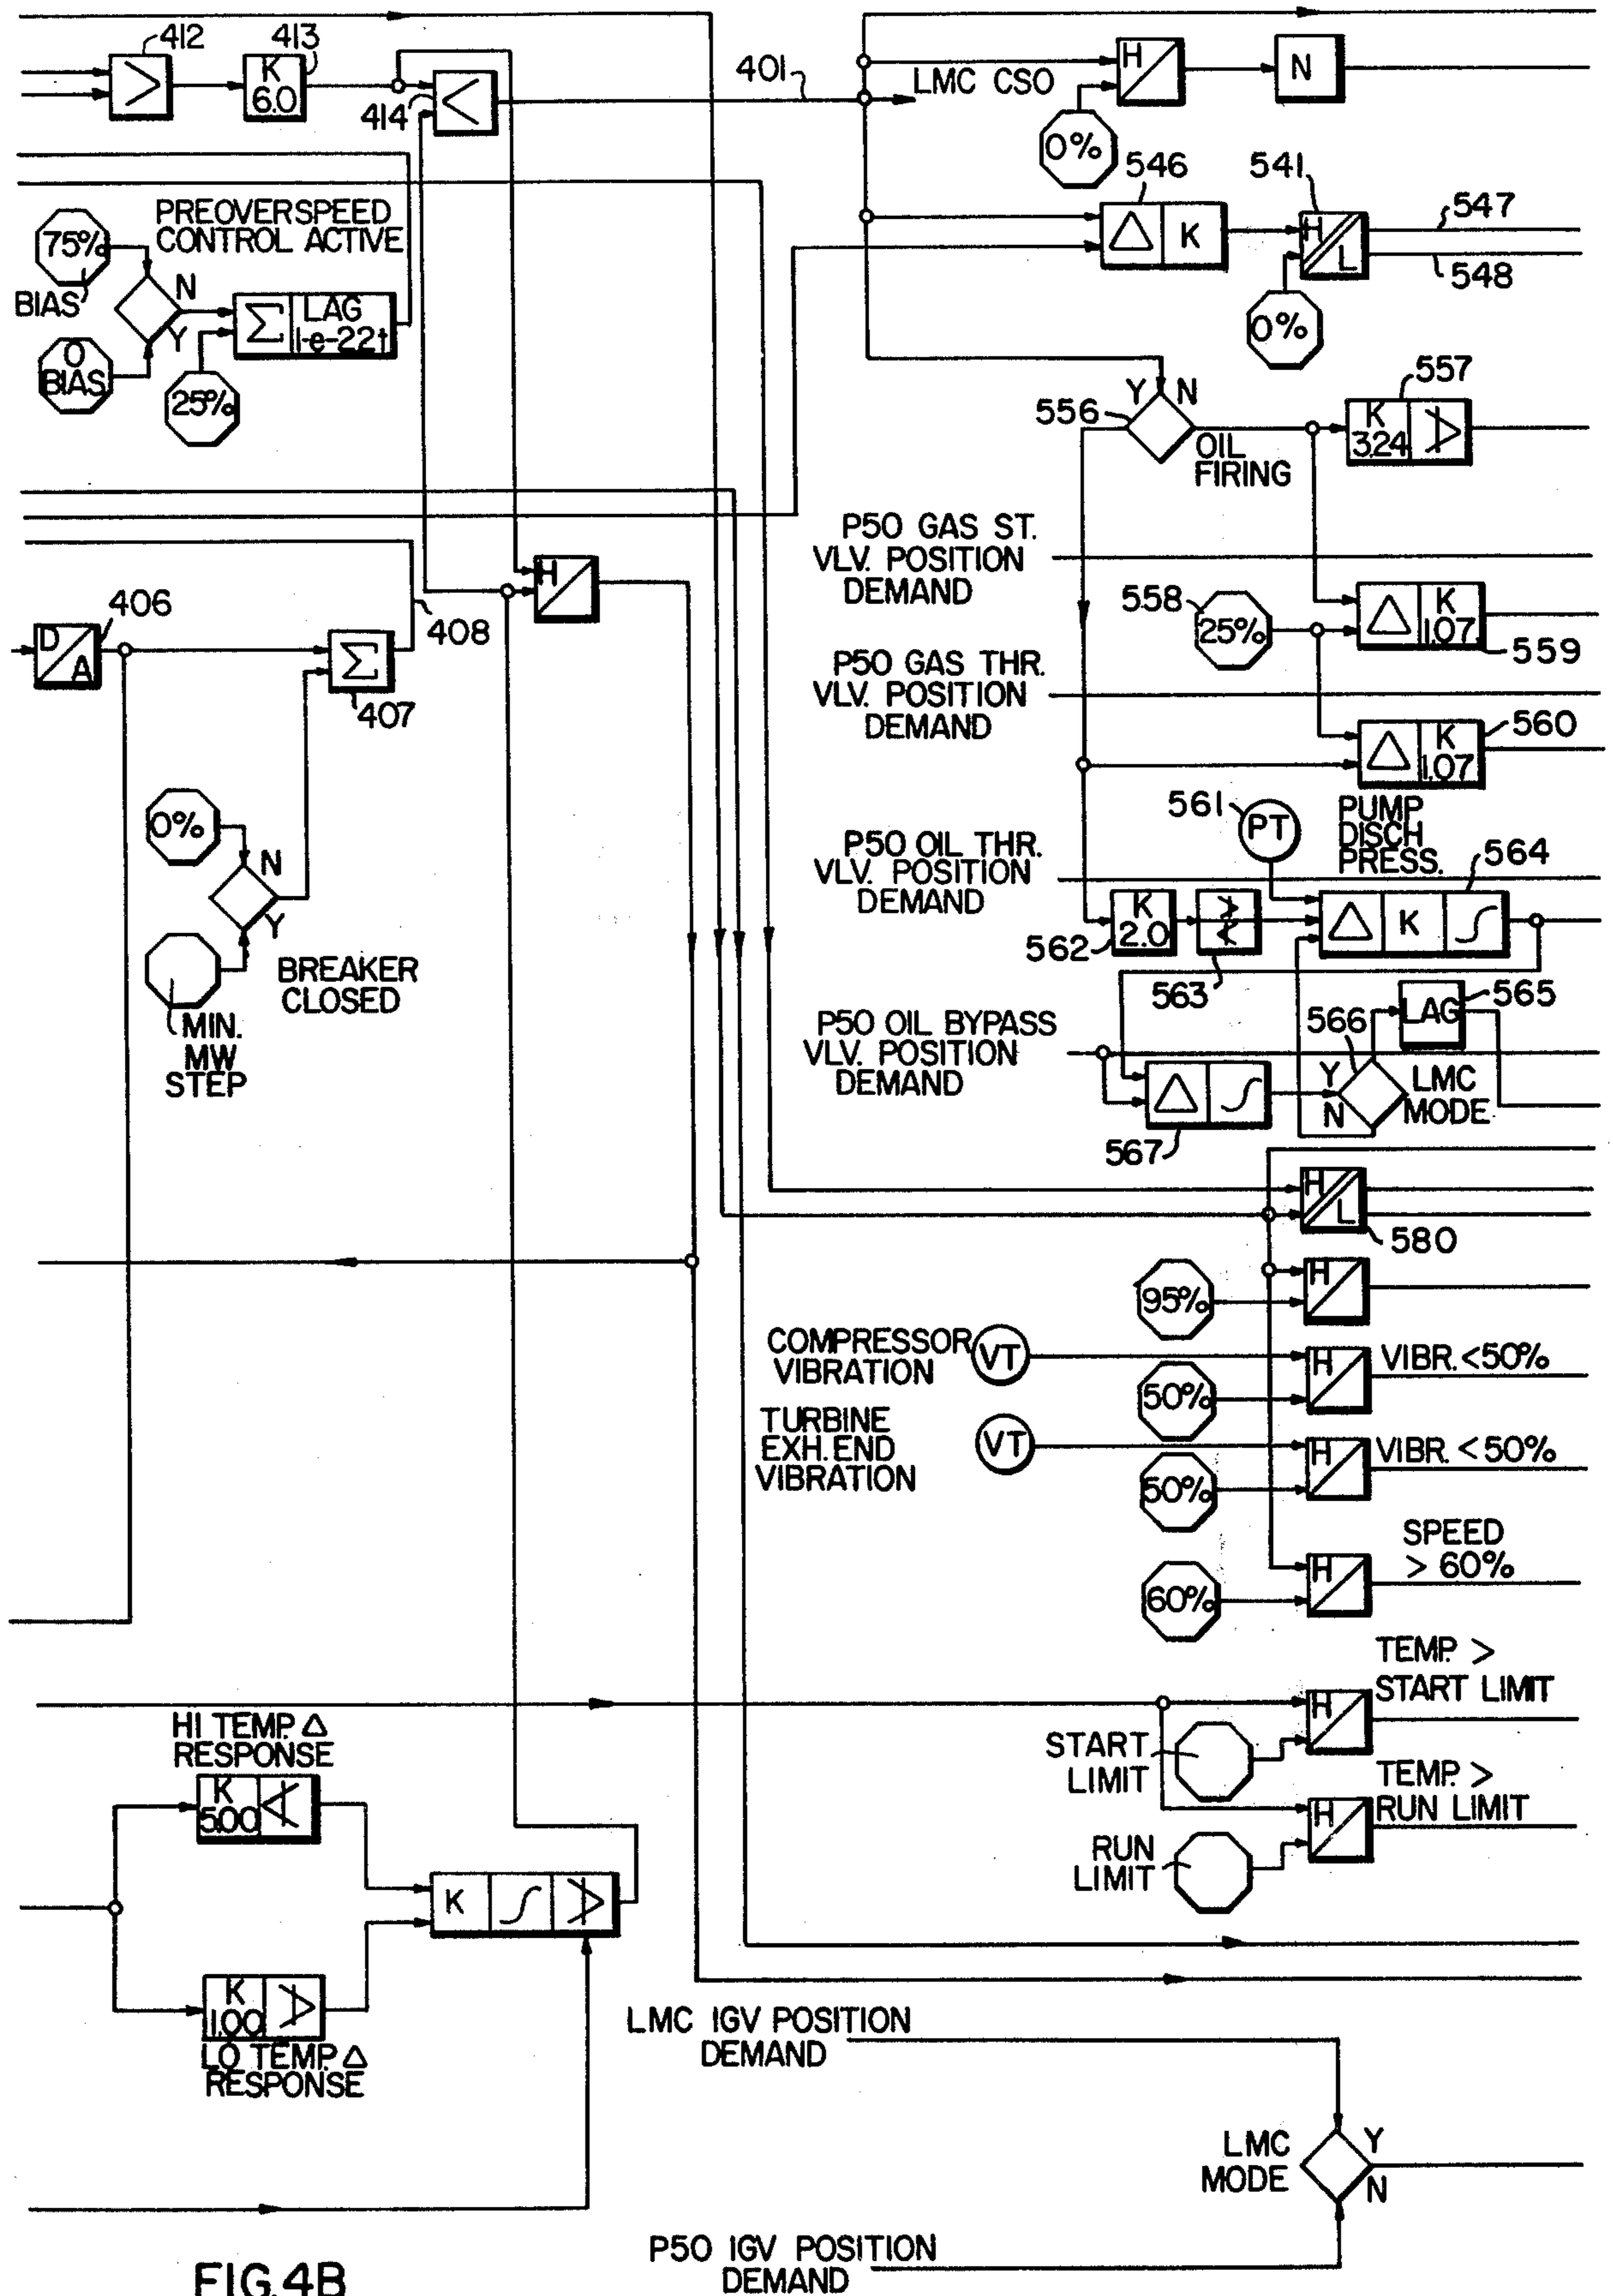 412
413
K
6.0
414
401
LMC CSO
H
N
0%
PREOVERSPEED
CONTROL ACTIVE
75%
BIAS
N
Y
0
BIAS
Σ
LAG
1-e-22t
25%
546
K
541
H
L
547
548
0%
Y
N
556
OIL
FIRING
557
K
3.24
P50 GAS ST.
VLV. POSITION
DEMAND
558
25%
K
1.07
559
406
D
A
H
408
Σ
407
P50 GAS THR.
VLV. POSITION
DEMAND
K
1.07
560
0%
N
Y
BREAKER
CLOSED
MIN.
MW
STEP
561
PT
PUMP
DISCH
PRESS.
P50 OIL THR.
VLV. POSITION
DEMAND
564
K
2.0
562
563
K
P50 OIL BYPASS
VLV. POSITION
DEMAND
566
LAG
565
Y
N
LMC
MODE
567
H
L
580
95%
H
COMPRESSOR
VIBRATION
VT
50%
H
VIBR.<50%
TURBINE
EXH.END
VIBRATION
VT
50%
H
VIBR.<50%
SPEED
> 60%
60%
H
TEMP. >
START LIMIT
H
START
LIMIT
TEMP. >
RUN LIMIT
H
RUN
LIMIT
HI TEMP. Δ
RESPONSE
K
5.00
K
K
1.00
LO TEMP. Δ
RESPONSE
LMC IGV POSITION
DEMAND
LMC
MODE
Y
N
P50 IGV POSITION
DEMAND
FIG.4B